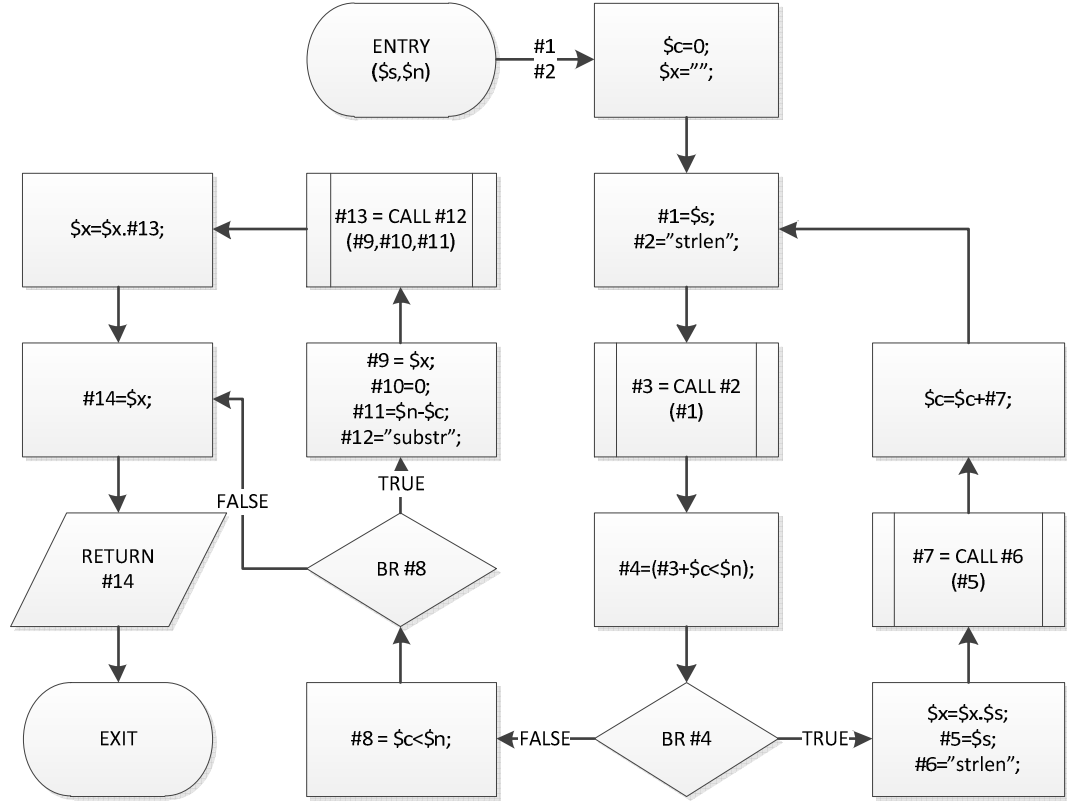 ENTRY
($s,$n)
#1
#2
$c=0;
$x=””;
#1=$s;
#2=”strlen”;
#3 = CALL #2
(#1)
#4=(#3+$c<$n);
BR #4
TRUE
$x=$x.$s;
#5=$s;
#6=”strlen”;
#7 = CALL #6
(#5)
$c=$c+#7;
FALSE
#8 = $c<$n;
BR #8
TRUE
#9 = $x;
#10=0;
#11=$n-$c;
#12=”substr”;
#13 = CALL #12
(#9,#10,#11)
$x=$x.#13;
FALSE
#14=$x;
RETURN
#14
EXIT